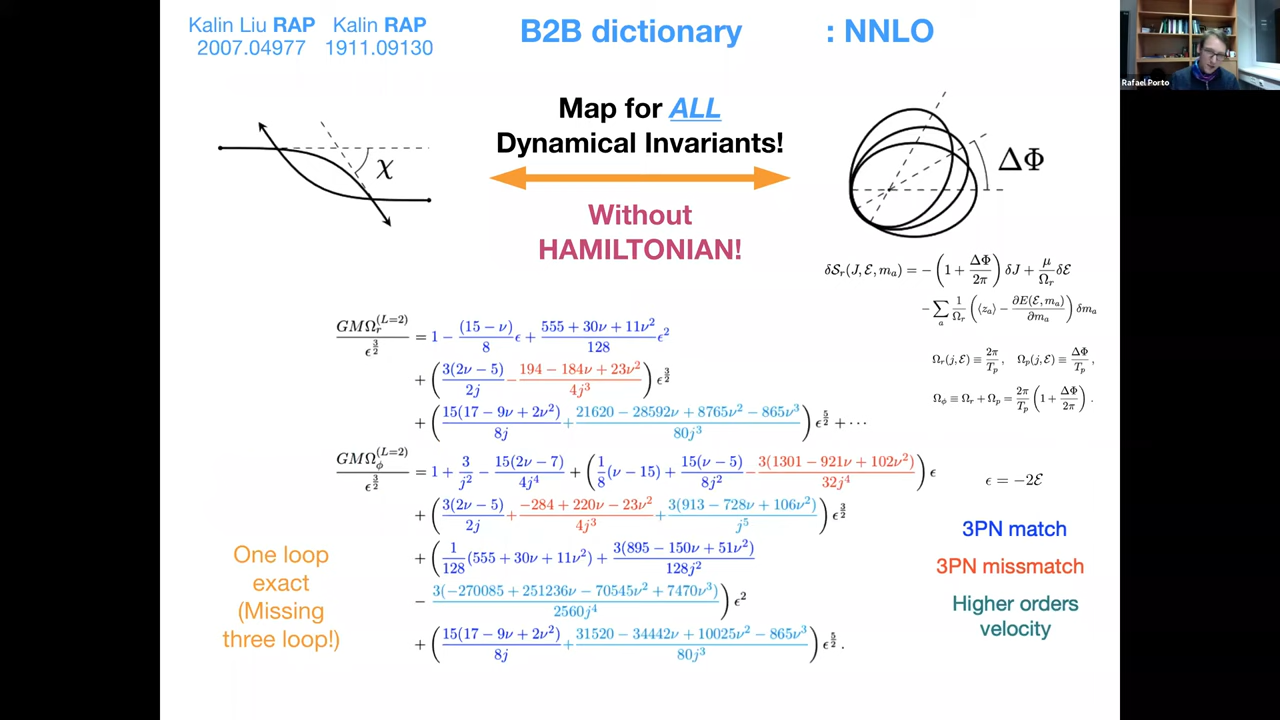 Kalin Liu RAP Kalin RAP
2007.04977 1911.09130
B2B dictionary : NNLO
Rafael Porto
Map for ALL
Dynamical Invariants!
χ
ΔΦ
Without
HAMILTONIAN!
δS_r(J, ℰ, m_a) = −(1 + ΔΦ/2π) δJ + μ/Ω_r δℰ
− ∑_a 1/Ω_r (⟨z_a⟩ − ∂E(ℰ, m_a)/∂m_a) δm_a
Ω_r(j, ℰ) ≡ 2π/T_p , Ω_p(j, ℰ) ≡ ΔΦ/T_p ,
Ω_ϕ ≡ Ω_r + Ω_p = 2π/T_p (1 + ΔΦ/2π) .
GMΩ_r^(L=2)/ϵ^(3/2) = 1 − (15 − ν)/8 ϵ + (555 + 30ν + 11ν²)/128 ϵ²
+ (3(2ν − 5)/2j − (194 − 184ν + 23ν²)/4j³) ϵ^(3/2)
+ (15(17 − 9ν + 2ν²)/8j + (21620 − 28592ν + 8765ν² − 865ν³)/80j³) ϵ^(5/2) + ⋯
GMΩ_ϕ^(L=2)/ϵ^(3/2) = 1 + 3/j² − 15(2ν − 7)/4j⁴ + (1/8 (ν − 15) + 15(ν − 5)/8j² − 3(1301 − 921ν + 102ν²)/32j⁴) ϵ
+ (3(2ν − 5)/2j + (−284 + 220ν − 23ν²)/4j³ + 3(913 − 728ν + 106ν²)/j⁵) ϵ^(3/2)
+ (1/128 (555 + 30ν + 11ν²) + 3(895 − 150ν + 51ν²)/128j²
− 3(−270085 + 251236ν − 70545ν² + 7470ν³)/2560j⁴) ϵ²
+ (15(17 − 9ν + 2ν²)/8j + (31520 − 34442ν + 10025ν² − 865ν³)/80j³) ϵ^(5/2) .
ϵ = −2ℰ
3PN match
3PN missmatch
Higher orders
velocity
One loop
exact
(Missing
three loop!)